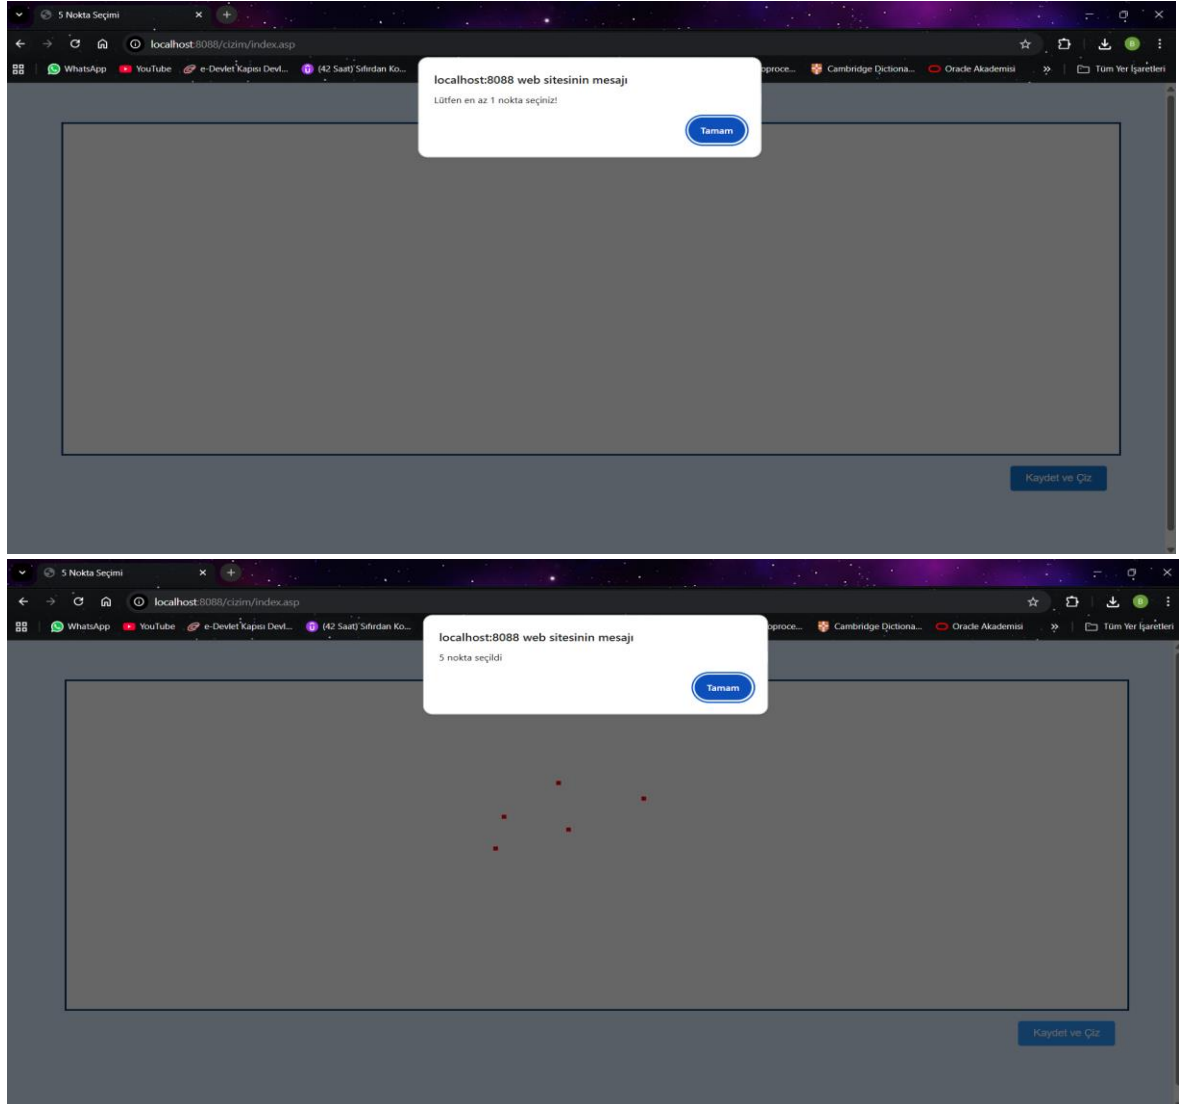 5 Nokta Seçimi
localhost:8088/cizim/index.asp
WhatsApp YouTube e-Devlet Kapısı Devl... (42 Saat) Sıfırdan Ko... oproce... Cambridge Dictiona... Oracle Akademisi Tüm Yer İşaretleri
localhost:8088 web sitesinin mesajı
Lütfen en az 1 nokta seçiniz!
Tamam
Kaydet ve Çiz
5 Nokta Seçimi
localhost:8088/cizim/index.asp
WhatsApp YouTube e-Devlet Kapısı Devl... (42 Saat) Sıfırdan Ko... oproce... Cambridge Dictiona... Oracle Akademisi Tüm Yer İşaretleri
localhost:8088 web sitesinin mesajı
5 nokta seçildi
Tamam
Kaydet ve Çiz